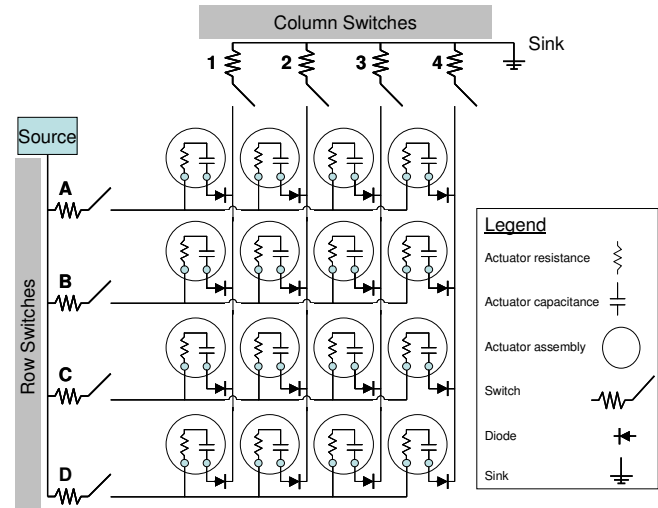 Column Switches
Sink
1 2 3 4
Source
Row Switches
A
B
C
D
Legend
Actuator resistance
Actuator capacitance
Actuator assembly
Switch
Diode
Sink